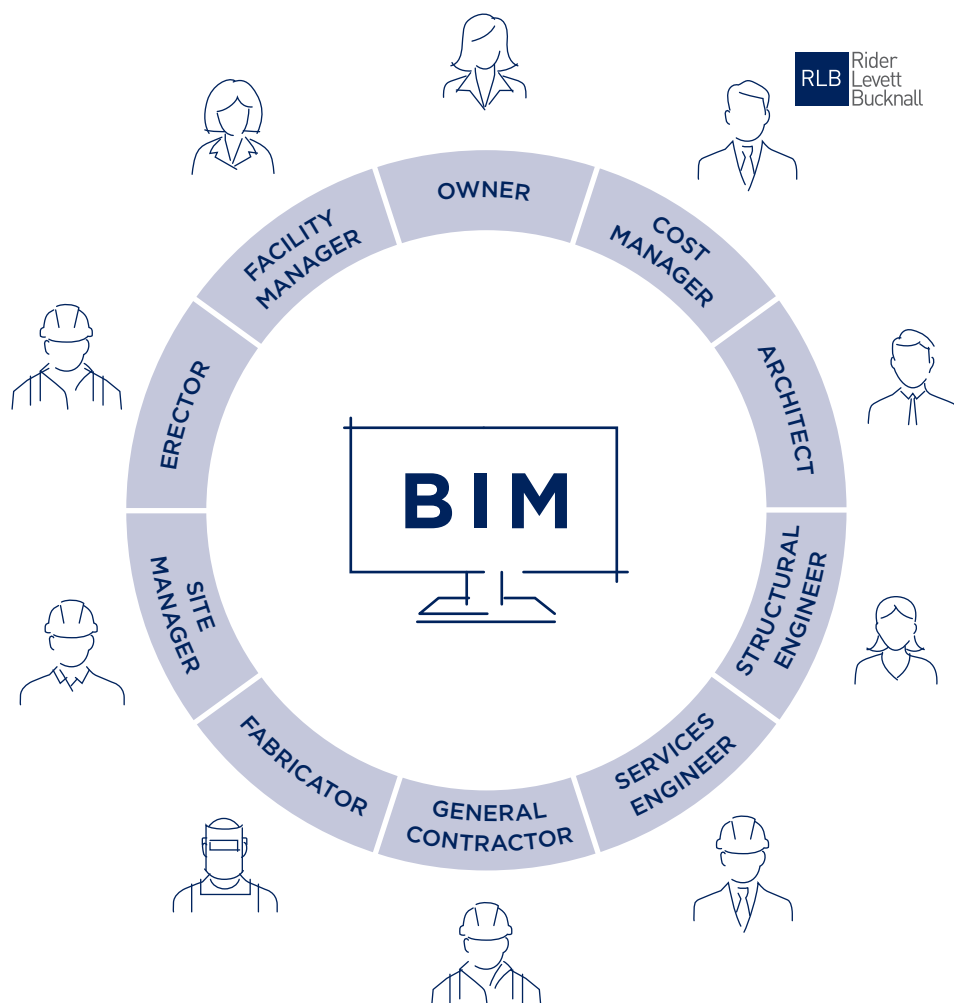 RLB
Rider
Levett
Bucknall
OWNER
COST
MANAGER
ARCHITECT
STRUCTURAL
ENGINEER
SERVICES
ENGINEER
GENERAL
CONTRACTOR
FABRICATOR
SITE
MANAGER
ERECTOR
FACILITY
MANAGER
BIM